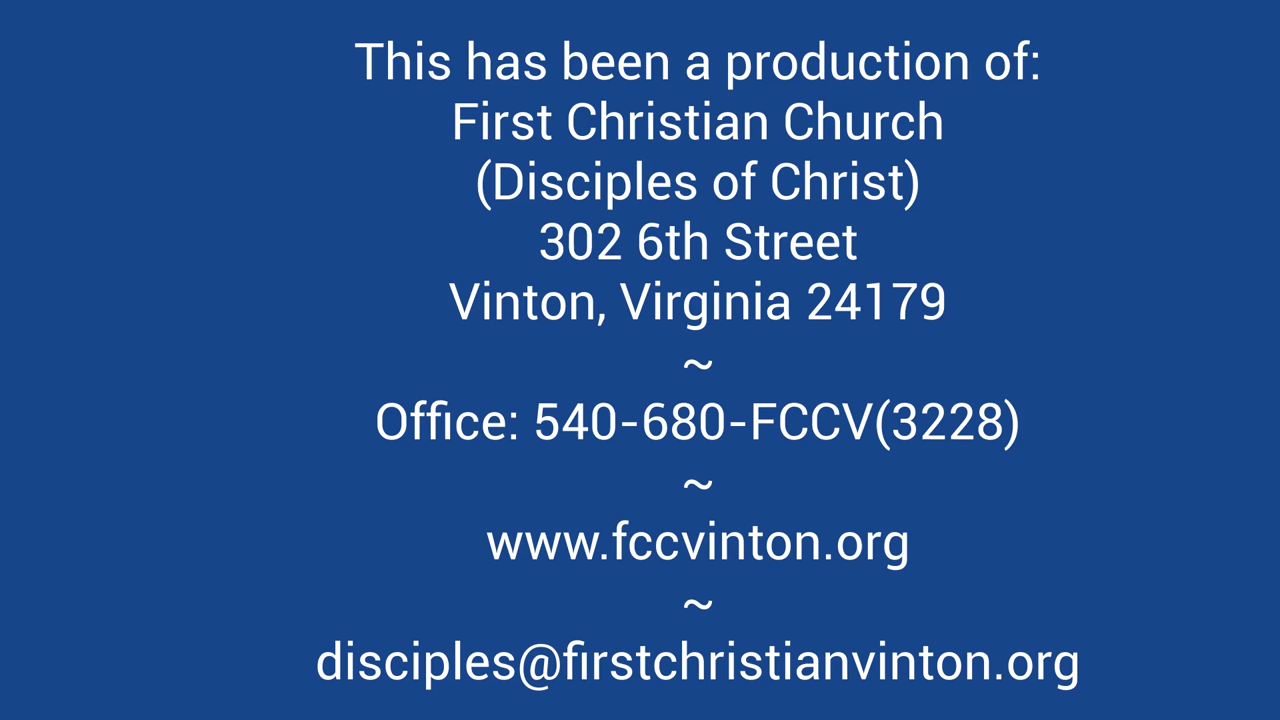 This has been a production of:
First Christian Church
(Disciples of Christ)
302 6th Street
Vinton, Virginia 24179
~
Office: 540-680-FCCV(3228)
~
www.fccvinton.org
~
disciples@firstchristianvinton.org